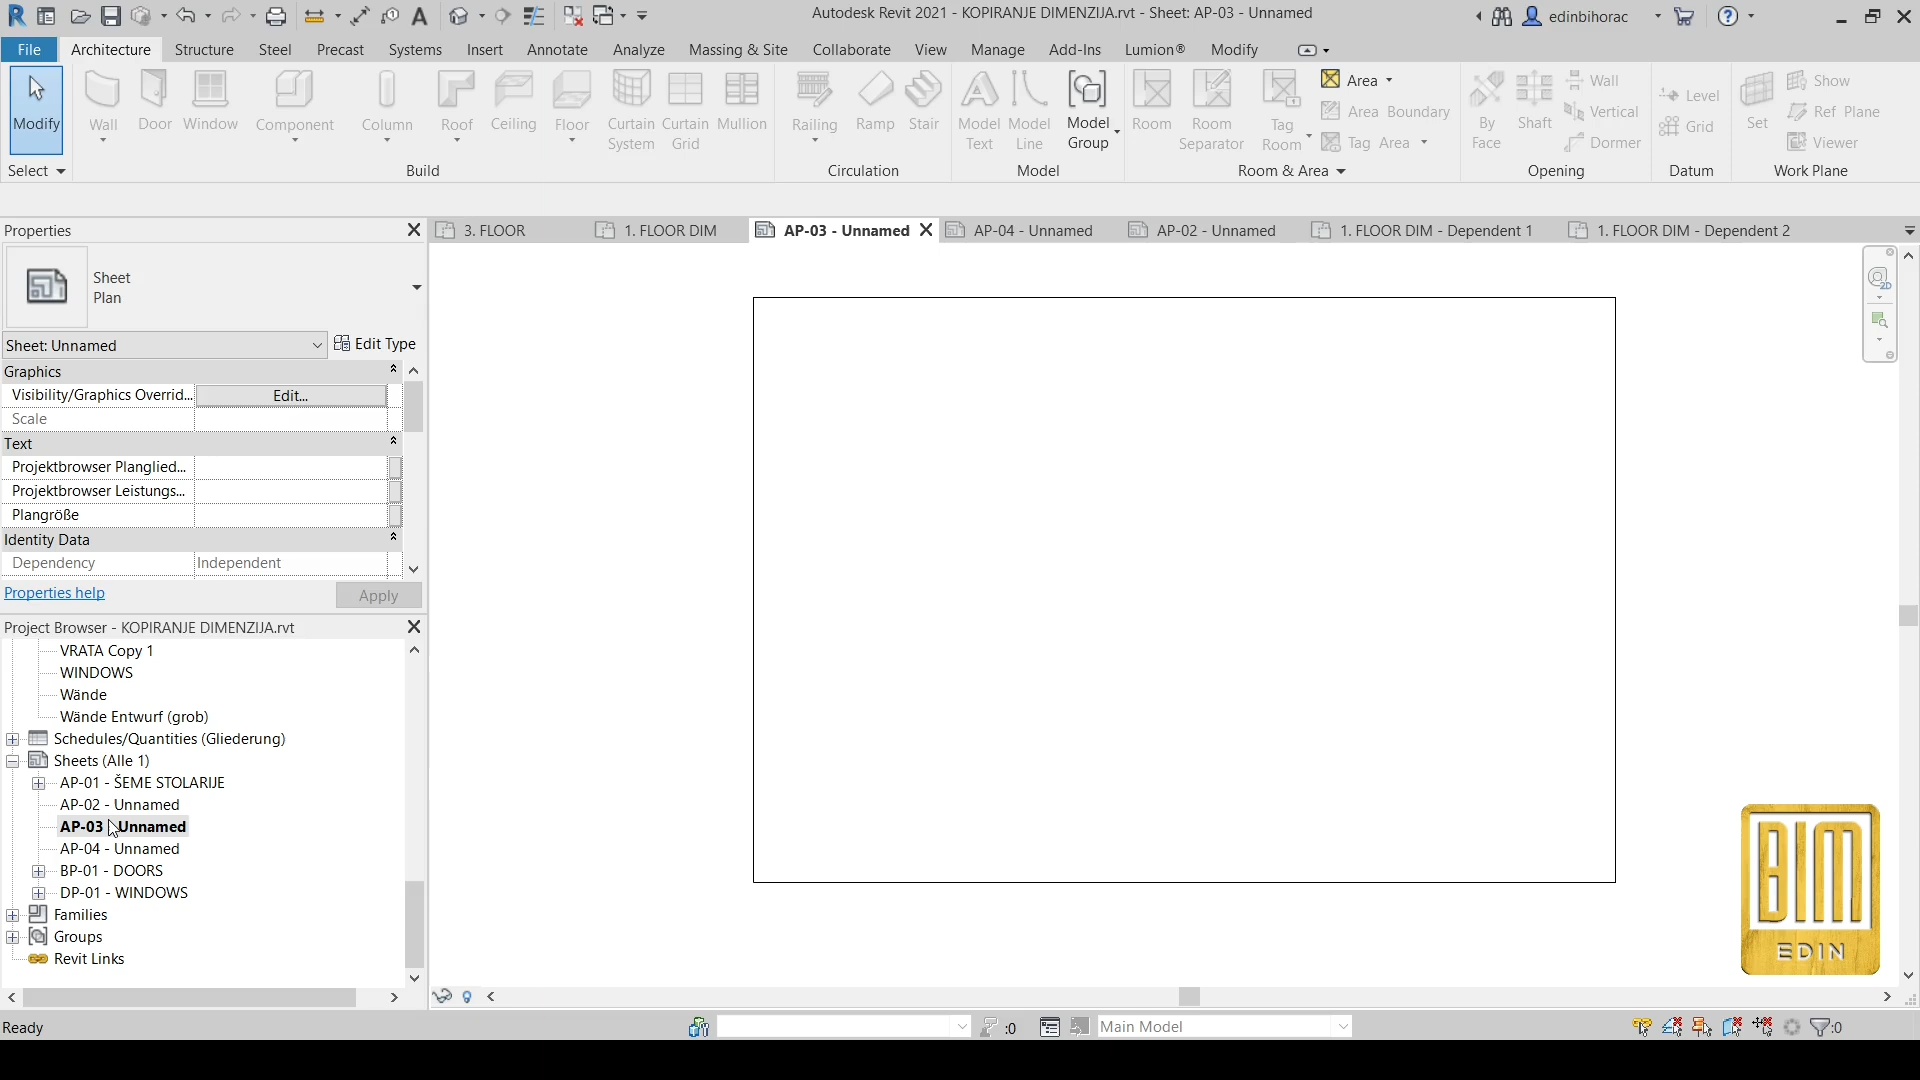 Autodesk Revit 2021 - KOPIRANJE DIMENZIJA.rvt - Sheet: AP-03 - Unnamed
edinbihorac
File Architecture Structure Steel Precast Systems Insert Annotate Analyze Massing & Site Collaborate View Manage Add-Ins Lumion® Modify
Modify
Wall
Door
Window
Component
Column
Roof
Ceiling
Floor
Curtain System
Curtain Grid
Mullion
Railing
Ramp
Stair
Model Text
Model Line
Model Group
Room
Room Separator
Tag Room
Area
Area Boundary
Tag Area
By Face
Shaft
Wall
Vertical
Dormer
Level
Grid
Set
Show
Ref Plane
Viewer
Select
Build
Circulation
Model
Room & Area
Opening
Datum
Work Plane
Properties
3. FLOOR
1. FLOOR DIM
AP-03 - Unnamed
AP-04 - Unnamed
AP-02 - Unnamed
1. FLOOR DIM - Dependent 1
1. FLOOR DIM - Dependent 2
2D
Sheet
Plan
Sheet: Unnamed
Edit Type
Graphics
Visibility/Graphics Overrid... Edit...
Scale
Text
Projektbrowser Planglied...
Projektbrowser Leistungs...
Plangröße
Identity Data
Dependency Independent
Properties help
Apply
Project Browser - KOPIRANJE DIMENZIJA.rvt
VRATA Copy 1
WINDOWS
Wände
Wände Entwurf (grob)
Schedules/Quantities (Gliederung)
Sheets (Alle 1)
AP-01 - ŠEME STOLARIJE
AP-02 - Unnamed
AP-03 - Unnamed
AP-04 - Unnamed
BP-01 - DOORS
DP-01 - WINDOWS
Families
Groups
Revit Links
BIM
EDIN
Ready
:0
Main Model
:0